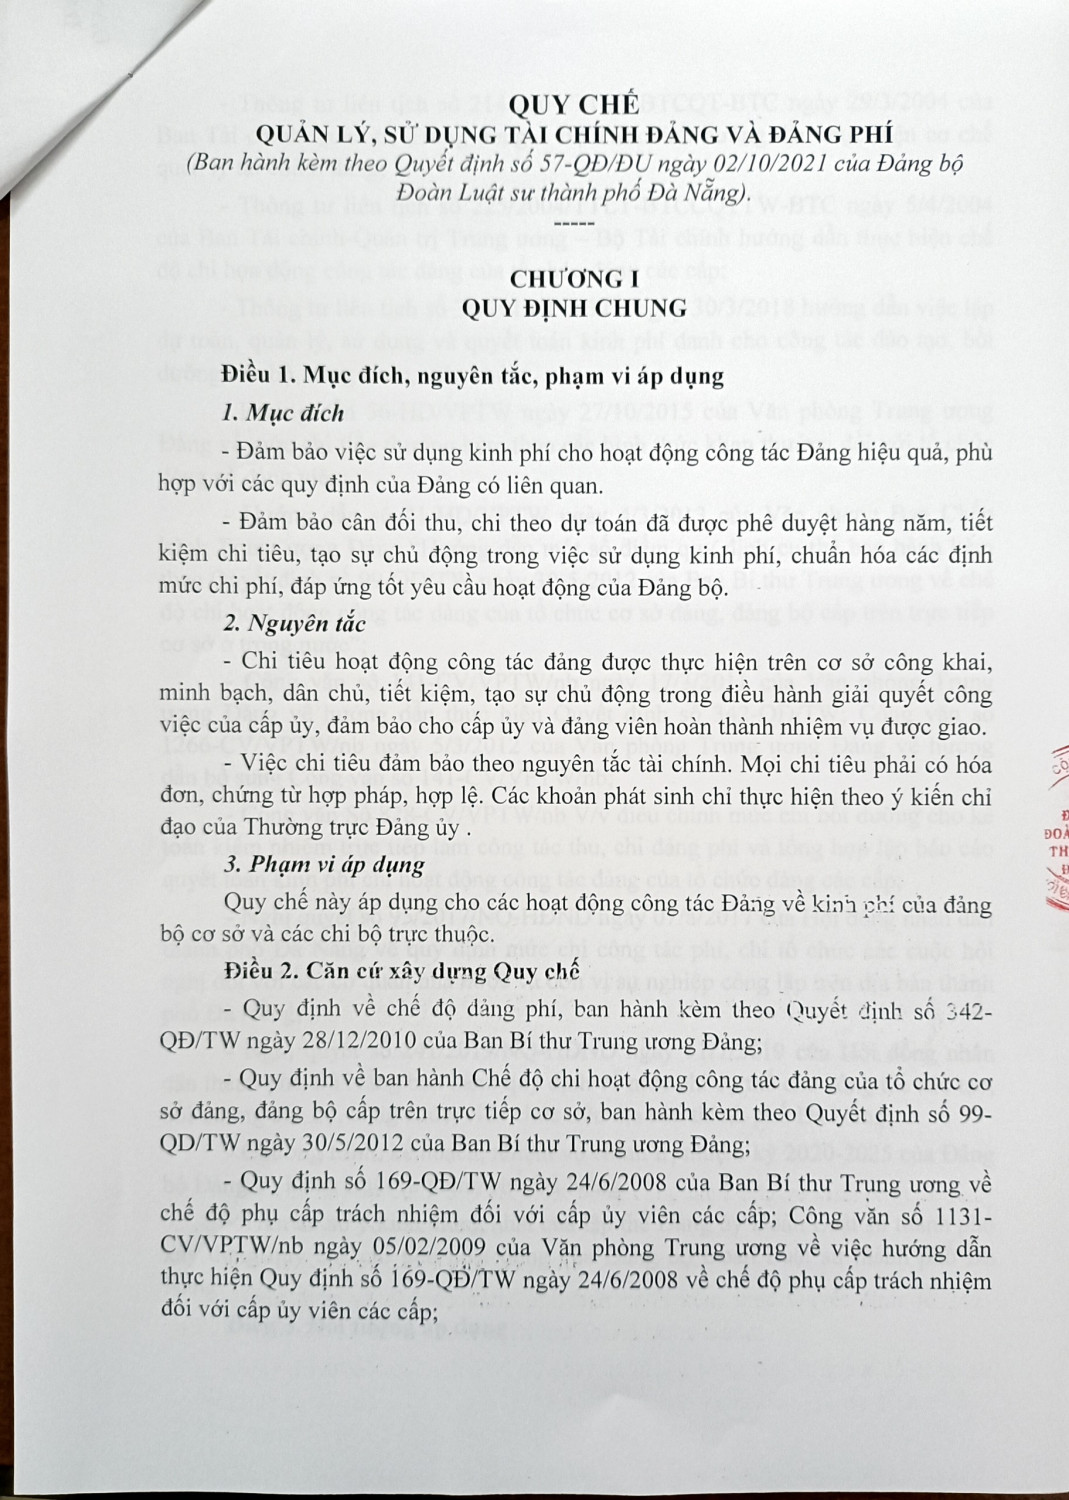 QUY CHẾ
QUẢN LÝ, SỬ DỤNG TÀI CHÍNH ĐẢNG VÀ ĐẢNG PHÍ
(Ban hành kèm theo Quyết định số 57-QĐ/ĐU ngày 02/10/2021 của Đảng bộ
Đoàn Luật sư thành phố Đà Nẵng).
-----
CHƯƠNG I
QUY ĐỊNH CHUNG
Điều 1. Mục đích, nguyên tắc, phạm vi áp dụng
1. Mục đích
- Đảm bảo việc sử dụng kinh phí cho hoạt động công tác Đảng hiệu quả, phù
hợp với các quy định của Đảng có liên quan.
- Đảm bảo cân đối thu, chi theo dự toán đã được phê duyệt hàng năm, tiết
kiệm chi tiêu, tạo sự chủ động trong việc sử dụng kinh phí, chuẩn hóa các định
mức chi phí, đáp ứng tốt yêu cầu hoạt động của Đảng bộ.
2. Nguyên tắc
- Chi tiêu hoạt động công tác đảng được thực hiện trên cơ sở công khai,
minh bạch, dân chủ, tiết kiệm, tạo sự chủ động trong điều hành giải quyết công
việc của cấp ủy, đảm bảo cho cấp ủy và đảng viên hoàn thành nhiệm vụ được giao.
- Việc chi tiêu đảm bảo theo nguyên tắc tài chính. Mọi chi tiêu phải có hóa
đơn, chứng từ hợp pháp, hợp lệ. Các khoản phát sinh chỉ thực hiện theo ý kiến chỉ
đạo của Thường trực Đảng ủy .
3. Phạm vi áp dụng
Quy chế này áp dụng cho các hoạt động công tác Đảng về kinh phí của đảng
bộ cơ sở và các chi bộ trực thuộc.
Điều 2. Căn cứ xây dựng Quy chế
- Quy định về chế độ đảng phí, ban hành kèm theo Quyết định số 342-
QĐ/TW ngày 28/12/2010 của Ban Bí thư Trung ương Đảng;
- Quy định về ban hành Chế độ chi hoạt động công tác đảng của tổ chức cơ
sở đảng, đảng bộ cấp trên trực tiếp cơ sở, ban hành kèm theo Quyết định số 99-
QD/TW ngày 30/5/2012 của Ban Bí thư Trung ương Đảng;
- Quy định số 169-QĐ/TW ngày 24/6/2008 của Ban Bí thư Trung ương về
chế độ phụ cấp trách nhiệm đối với cấp ủy viên các cấp; Công văn số 1131-
CV/VPTW/nb ngày 05/02/2009 của Văn phòng Trung ương về việc hướng dẫn
thực hiện Quy định số 169-QĐ/TW ngày 24/6/2008 về chế độ phụ cấp trách nhiệm
đối với cấp ủy viên các cấp;